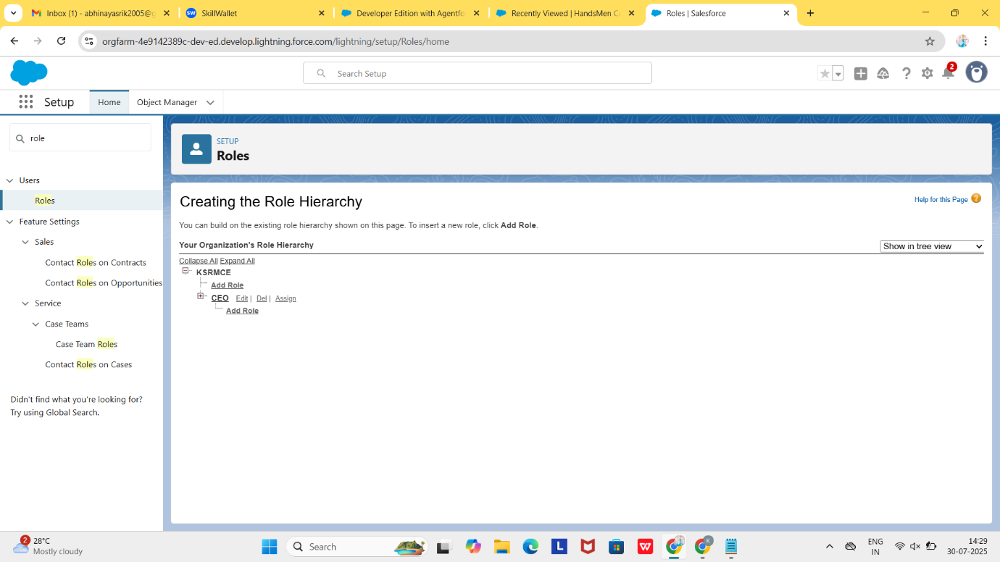 Inbox (1) - abhinayasrik2005@g
SkillWallet
Developer Edition with Agentfo
Recently Viewed | HandsMen C
Roles | Salesforce
orgfarm-4e9142389c-dev-ed.develop.lightning.force.com/lightning/setup/Roles/home
Search Setup
2
Setup
Home
Object Manager
role
Users
Roles
Feature Settings
Sales
Contact Roles on Contracts
Contact Roles on Opportunities
Service
Case Teams
Case Team Roles
Contact Roles on Cases
Didn't find what you're looking for?
Try using Global Search.
SETUP
Roles
Creating the Role Hierarchy
Help for this Page ?
You can build on the existing role hierarchy shown on this page. To insert a new role, click Add Role.
Your Organization's Role Hierarchy
Show in tree view
Collapse All Expand All
KSRMCE
Add Role
CEO Edit | Del | Assign
Add Role
2
28°C
Mostly cloudy
Search
ENG
IN
14:29
30-07-2025